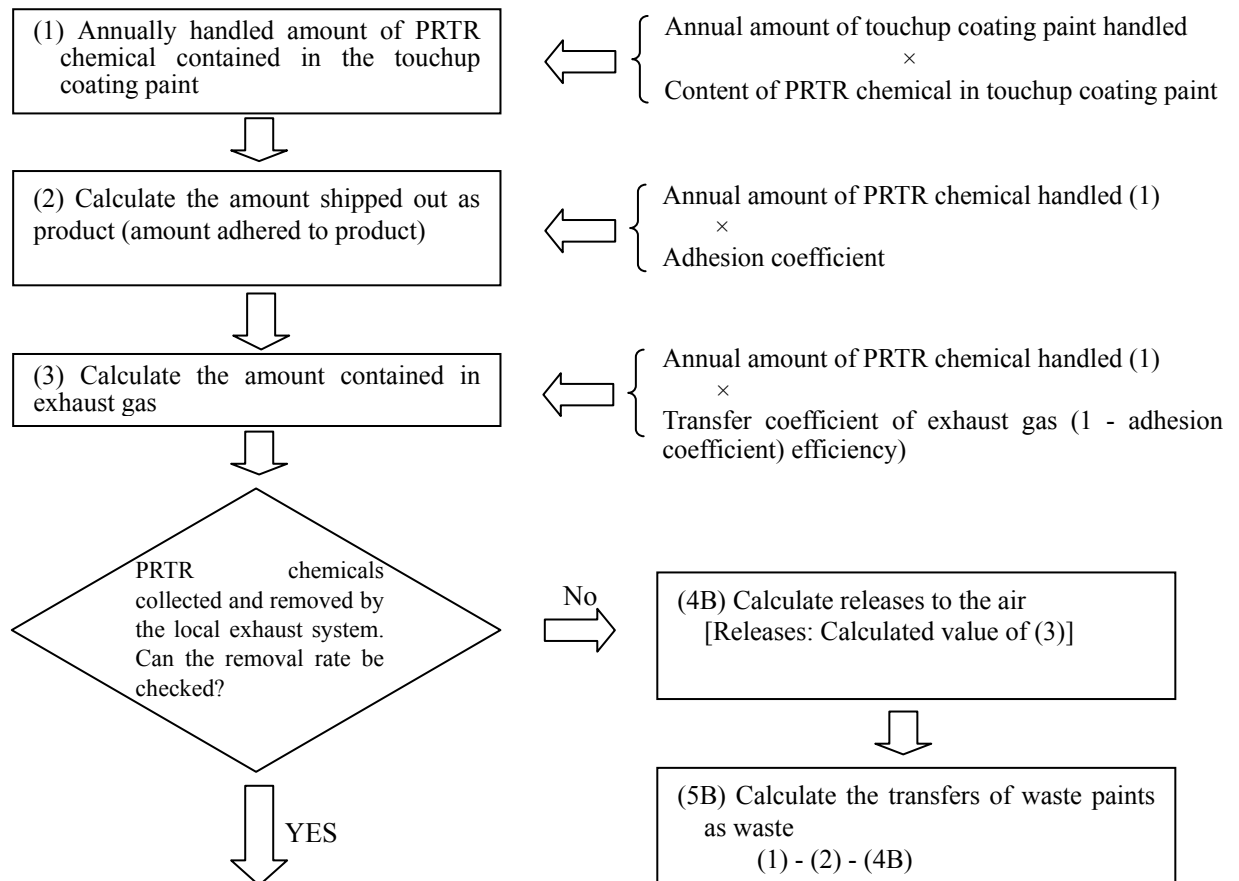 (1) Annually handled amount of PRTR
chemical contained in the touchup
coating paint
Annual amount of touchup coating paint handled
×
Content of PRTR chemical in touchup coating paint
(2) Calculate the amount shipped out as
product (amount adhered to product)
Annual amount of PRTR chemical handled (1)
×
Adhesion coefficient
(3) Calculate the amount contained in
exhaust gas
Annual amount of PRTR chemical handled (1)
×
Transfer coefficient of exhaust gas (1 - adhesion
coefficient) efficiency)
PRTR chemicals
collected and removed by
the local exhaust system.
Can the removal rate be
checked?
No
(4B) Calculate releases to the air
[Releases: Calculated value of (3)]
YES
(5B) Calculate the transfers of waste paints
as waste
(1) - (2) - (4B)